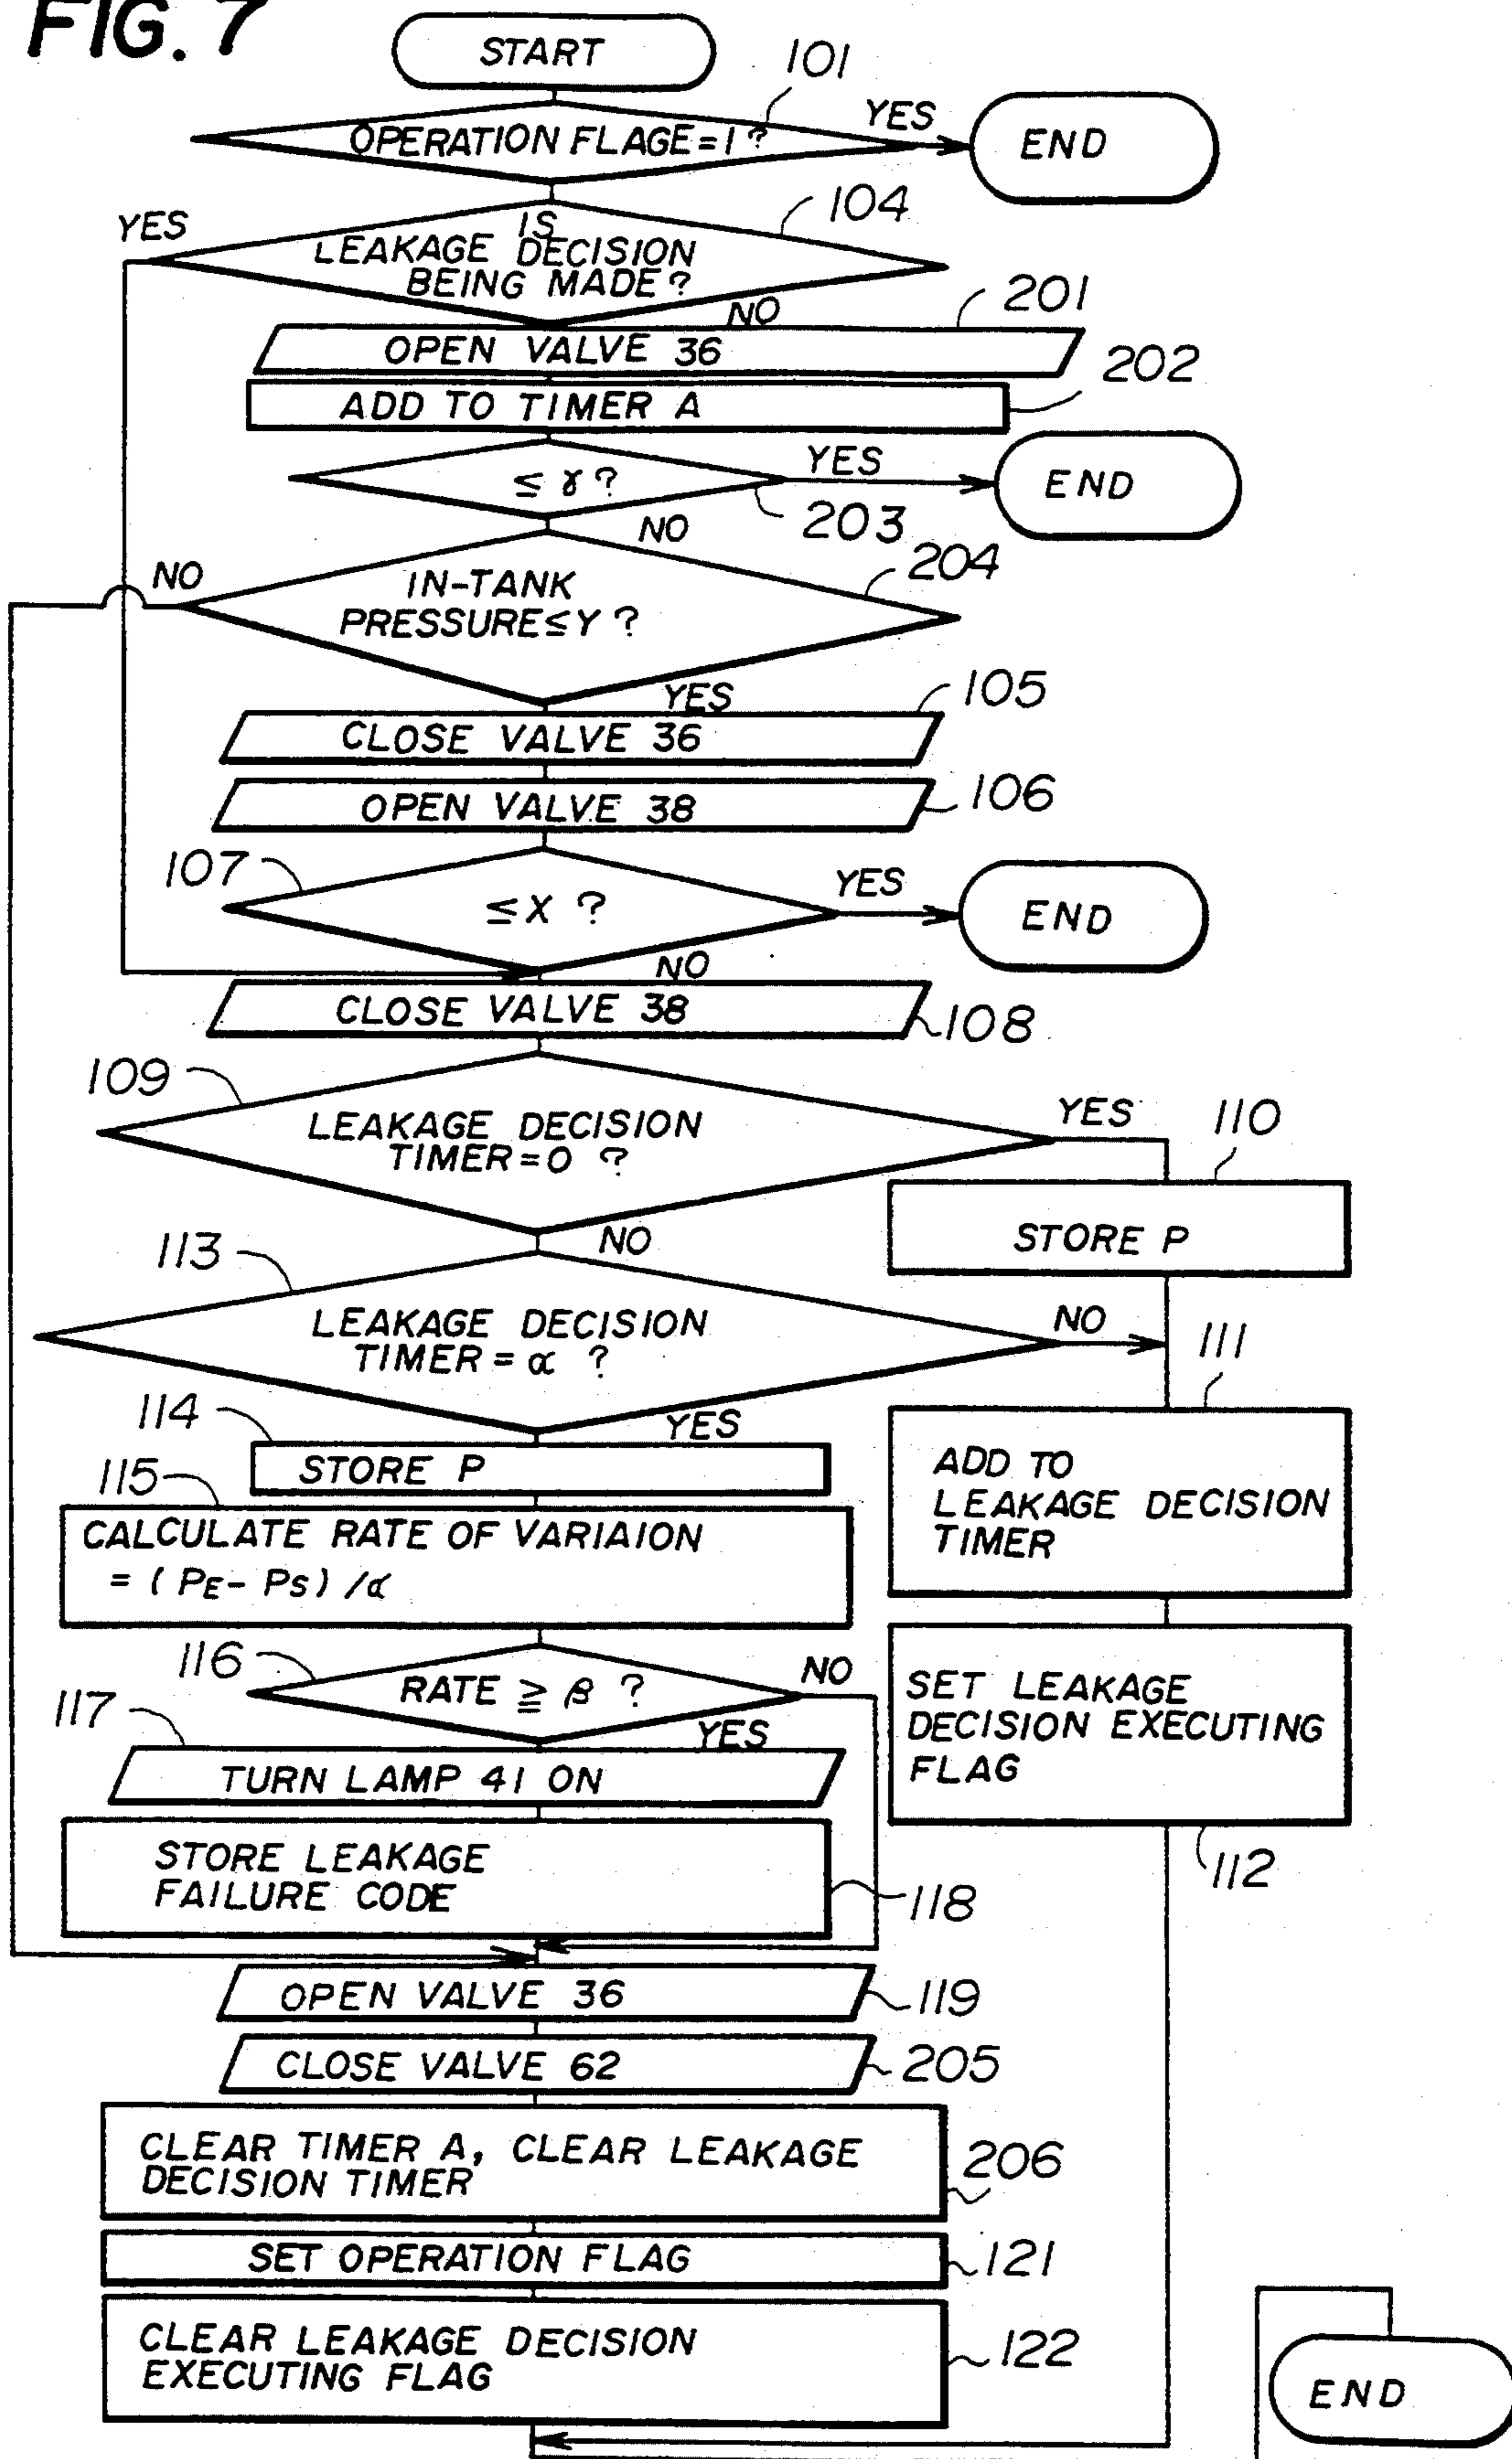 FIG. 7
START
101
OPERATION FLAGE=1?
YES
END
104
YES
IS
LEAKAGE DECISION
BEING MADE?
NO
201
OPEN VALVE 36
202
ADD TO TIMER A
≤ γ ?
YES
END
203
NO
204
NO
IN-TANK
PRESSURE≤Y ?
YES
105
CLOSE VALVE 36
106
OPEN VALVE 38
107
≤X ?
YES
END
NO
CLOSE VALVE 38
108
109
LEAKAGE DECISION
TIMER=0 ?
YES
110
STORE P
NO
113
LEAKAGE DECISION
TIMER=α ?
NO
111
YES
114
STORE P
ADD TO
LEAKAGE DECISION
TIMER
115
CALCULATE RATE OF VARIAION
= (PE- PS) /α
116
RATE ≧ β ?
NO
SET LEAKAGE
DECISION EXECUTING
FLAG
117
YES
TURN LAMP 41 ON
112
STORE LEAKAGE
FAILURE CODE
118
OPEN VALVE 36
119
CLOSE VALVE 62
205
CLEAR TIMER A, CLEAR LEAKAGE
DECISION TIMER
206
SET OPERATION FLAG
121
CLEAR LEAKAGE DECISION
EXECUTING FLAG
122
END